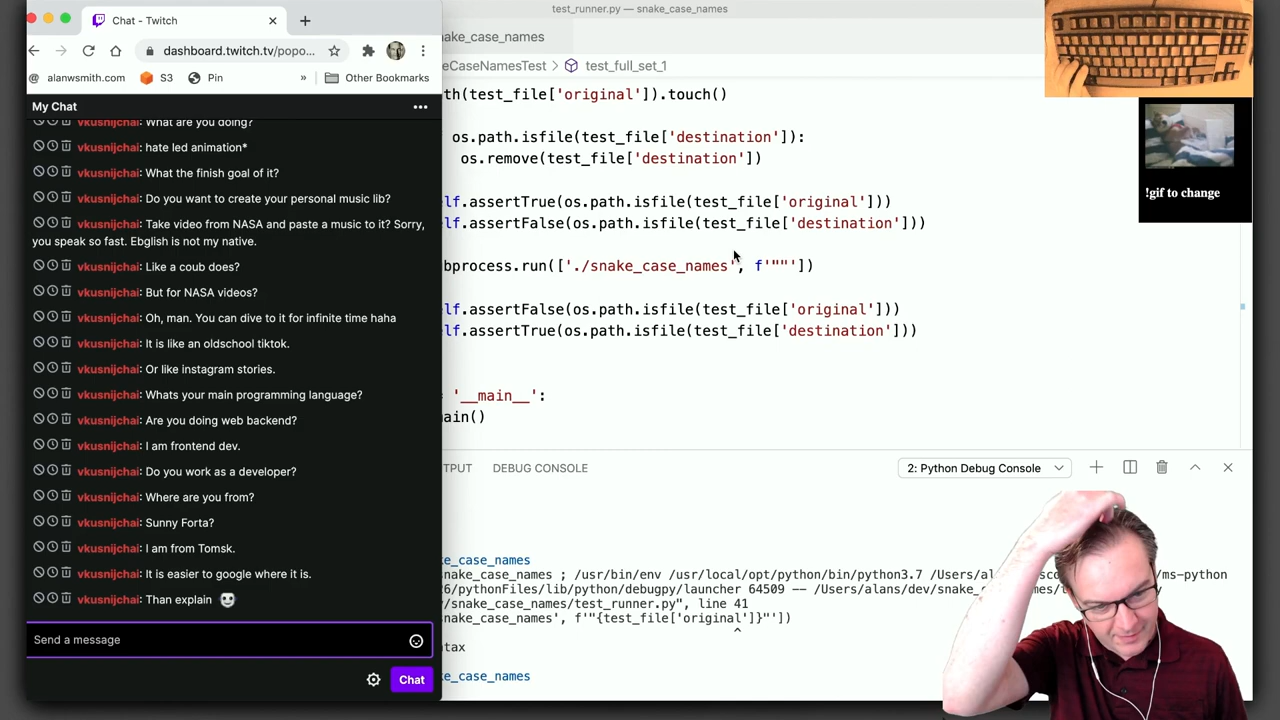 test_runner.py — snake_case_names
Chat - Twitch
dashboard.twitch.tv/popo...
alanwsmith.com
S3
Pin
»
Other Bookmarks
My Chat
vkusnijchai: What are you doing?
vkusnijchai: hate led animation*
vkusnijchai: What the finish goal of it?
vkusnijchai: Do you want to create your personal music lib?
vkusnijchai: Take video from NASA and paste a music to it? Sorry,
you speak so fast. Ebglish is not my native.
vkusnijchai: Like a coub does?
vkusnijchai: But for NASA videos?
vkusnijchai: Oh, man. You can dive to it for infinite time haha
vkusnijchai: It is like an oldschool tiktok.
vkusnijchai: Or like instagram stories.
vkusnijchai: Whats your main programming language?
vkusnijchai: Are you doing web backend?
vkusnijchai: I am frontend dev.
vkusnijchai: Do you work as a developer?
vkusnijchai: Where are you from?
vkusnijchai: Sunny Forta?
vkusnijchai: I am from Tomsk.
vkusnijchai: It is easier to google where it is.
vkusnijchai: Than explain
Send a message
Chat
ake_case_names
eCaseNamesTest > test_full_set_1
th(test_file['original']).touch()
os.path.isfile(test_file['destination']):
os.remove(test_file['destination'])
lf.assertTrue(os.path.isfile(test_file['original']))
lf.assertFalse(os.path.isfile(test_file['destination']))
bprocess.run(['./snake_case_names', f'""'])
lf.assertFalse(os.path.isfile(test_file['original']))
lf.assertTrue(os.path.isfile(test_file['destination']))
= '__main__':
ain()
TPUT
DEBUG CONSOLE
2: Python Debug Console
ke_case_names
nake_case_names ; /usr/bin/env /usr/local/opt/python/bin/python3.7 /Users/al
/ms-python
26/pythonFiles/lib/python/debugpy/launcher 64509 -- /Users/alans/dev/snake_c
/snake_case_names/test_runner.py", line 41
snake_case_names', f'"{test_file['original']}"'])
^
tax
ke_case_names
!gif to change